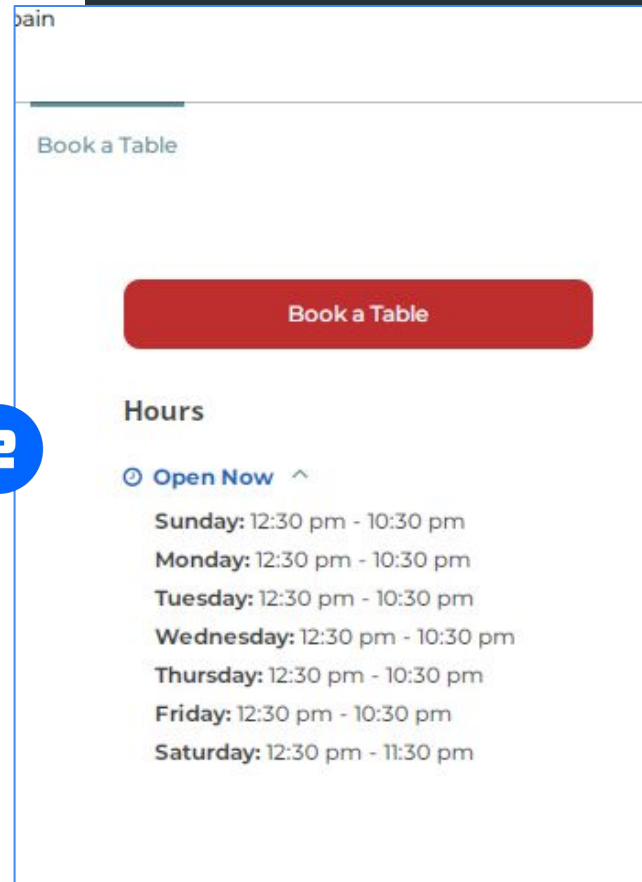 Book a Table
Book a Table
Hours
Open Now
Sunday: 12:30 pm - 10:30 pm
Monday: 12:30 pm - 10:30 pm
Tuesday: 12:30 pm - 10:30 pm
Wednesday: 12:30 pm - 10:30 pm
Thursday: 12:30 pm - 10:30 pm
Friday: 12:30 pm - 10:30 pm
Saturday: 12:30 pm - 11:30 pm